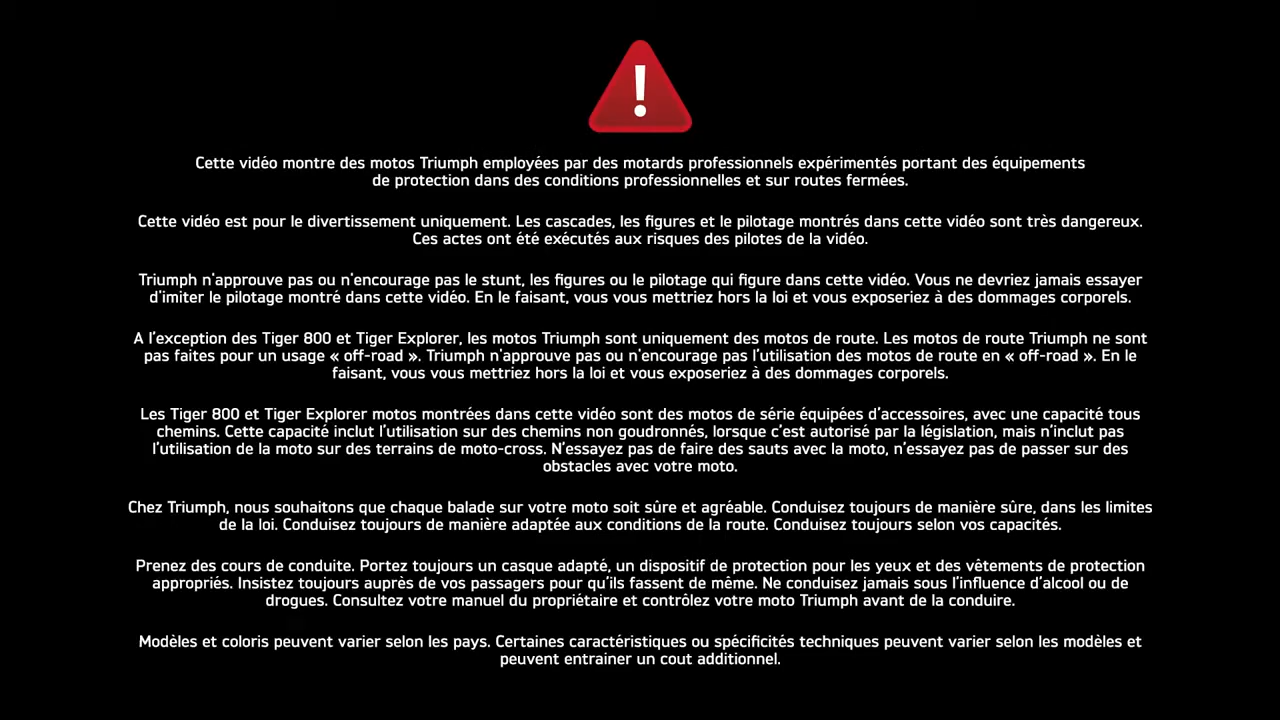 Cette vidéo montre des motos Triumph employées par des motards professionnels expérimentés portant des équipements
de protection dans des conditions professionnelles et sur routes fermées.
Cette vidéo est pour le divertissement uniquement. Les cascades, les figures et le pilotage montrés dans cette vidéo sont très dangereux.
Ces actes ont été exécutés aux risques des pilotes de la vidéo.
Triumph n'approuve pas ou n'encourage pas le stunt, les figures ou le pilotage qui figure dans cette vidéo. Vous ne devriez jamais essayer
d'imiter le pilotage montré dans cette vidéo. En le faisant, vous vous mettriez hors la loi et vous exposeriez à des dommages corporels.
A l'exception des Tiger 800 et Tiger Explorer, les motos Triumph sont uniquement des motos de route. Les motos de route Triumph ne sont
pas faites pour un usage « off-road ». Triumph n'approuve pas ou n'encourage pas l'utilisation des motos de route en « off-road ». En le
faisant, vous vous mettriez hors la loi et vous exposeriez à des dommages corporels.
Les Tiger 800 et Tiger Explorer motos montrées dans cette vidéo sont des motos de série équipées d'accessoires, avec une capacité tous
chemins. Cette capacité inclut l'utilisation sur des chemins non goudronnés, lorsque c'est autorisé par la législation, mais n'inclut pas
l'utilisation de la moto sur des terrains de moto-cross. N'essayez pas de faire des sauts avec la moto, n'essayez pas de passer sur des
obstacles avec votre moto.
Chez Triumph, nous souhaitons que chaque balade sur votre moto soit sûre et agréable. Conduisez toujours de manière sûre, dans les limites
de la loi. Conduisez toujours de manière adaptée aux conditions de la route. Conduisez toujours selon vos capacités.
Prenez des cours de conduite. Portez toujours un casque adapté, un dispositif de protection pour les yeux et des vêtements de protection
appropriés. Insistez toujours auprès de vos passagers pour qu'ils fassent de même. Ne conduisez jamais sous l'influence d'alcool ou de
drogues. Consultez votre manuel du propriétaire et contrôlez votre moto Triumph avant de la conduire.
Modèles et coloris peuvent varier selon les pays. Certaines caractéristiques ou spécificités techniques peuvent varier selon les modèles et
peuvent entrainer un cout additionnel.